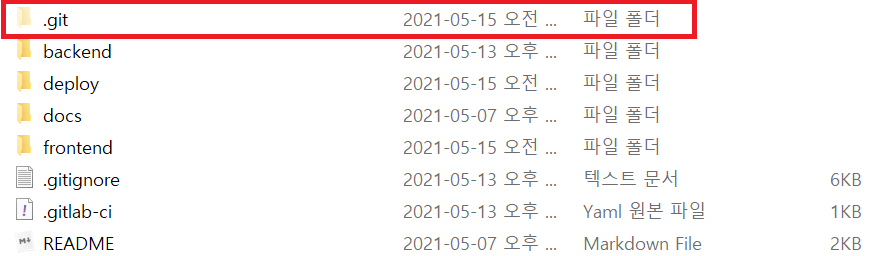 .git 2021-05-15 오전 ... 파일 폴더
backend 2021-05-13 오후 ... 파일 폴더
deploy 2021-05-15 오전 ... 파일 폴더
docs 2021-05-07 오후 ... 파일 폴더
frontend 2021-05-15 오전 ... 파일 폴더
.gitignore 2021-05-13 오후 ... 텍스트 문서 6KB
.gitlab-ci 2021-05-13 오후 ... Yaml 원본 파일 1KB
README 2021-05-07 오후 ... Markdown File 2KB